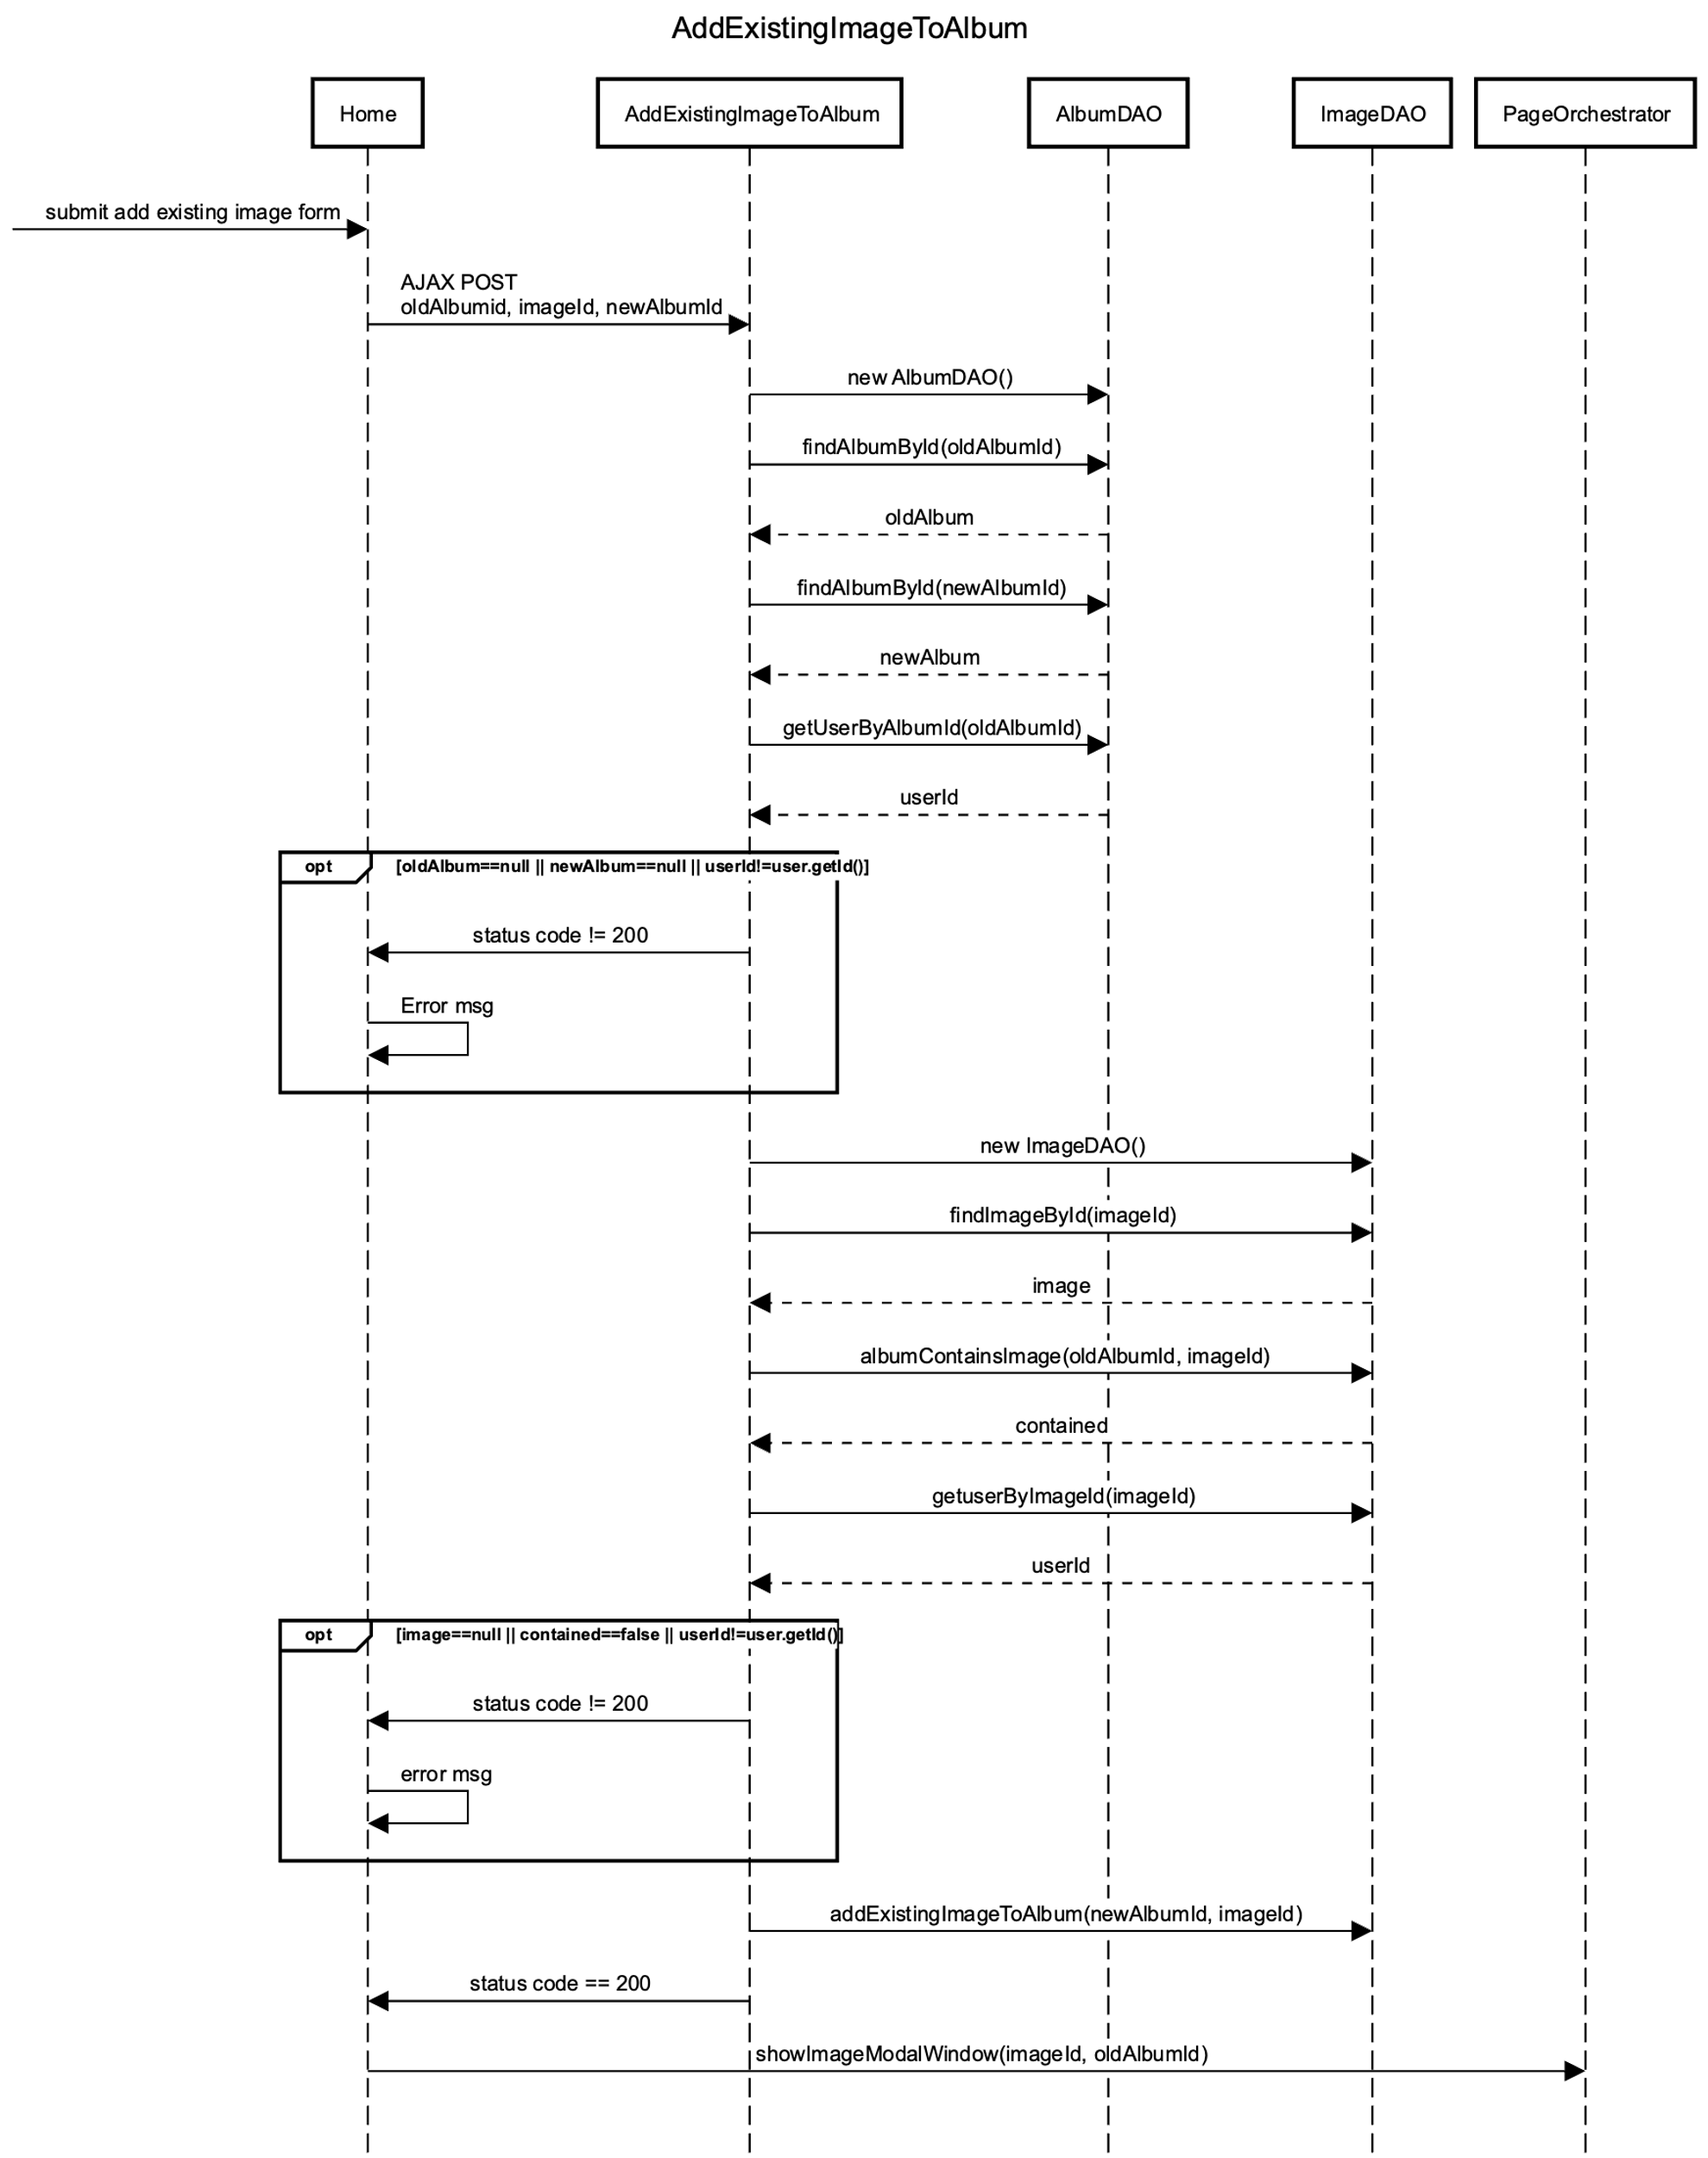 AddExistingImageToAlbum
Home
AddExistingImageToAlbum
AlbumDAO
ImageDAO
PageOrchestrator
submit add existing image form
AJAX POST
oldAlbumid, imageId, newAlbumId
new AlbumDAO()
findAlbumById(oldAlbumId)
oldAlbum
findAlbumById(newAlbumId)
newAlbum
getUserByAlbumId(oldAlbumId)
userId
opt
[oldAlbum==null || newAlbum==null || userId!=user.getId()]
status code != 200
Error msg
new ImageDAO()
findImageById(imageId)
image
albumContainsImage(oldAlbumId, imageId)
contained
getuserByImageId(imageId)
userId
opt
[image==null || contained==false || userId!=user.getId()]
status code != 200
error msg
addExistingImageToAlbum(newAlbumId, imageId)
status code == 200
showImageModalWindow(imageId, oldAlbumId)